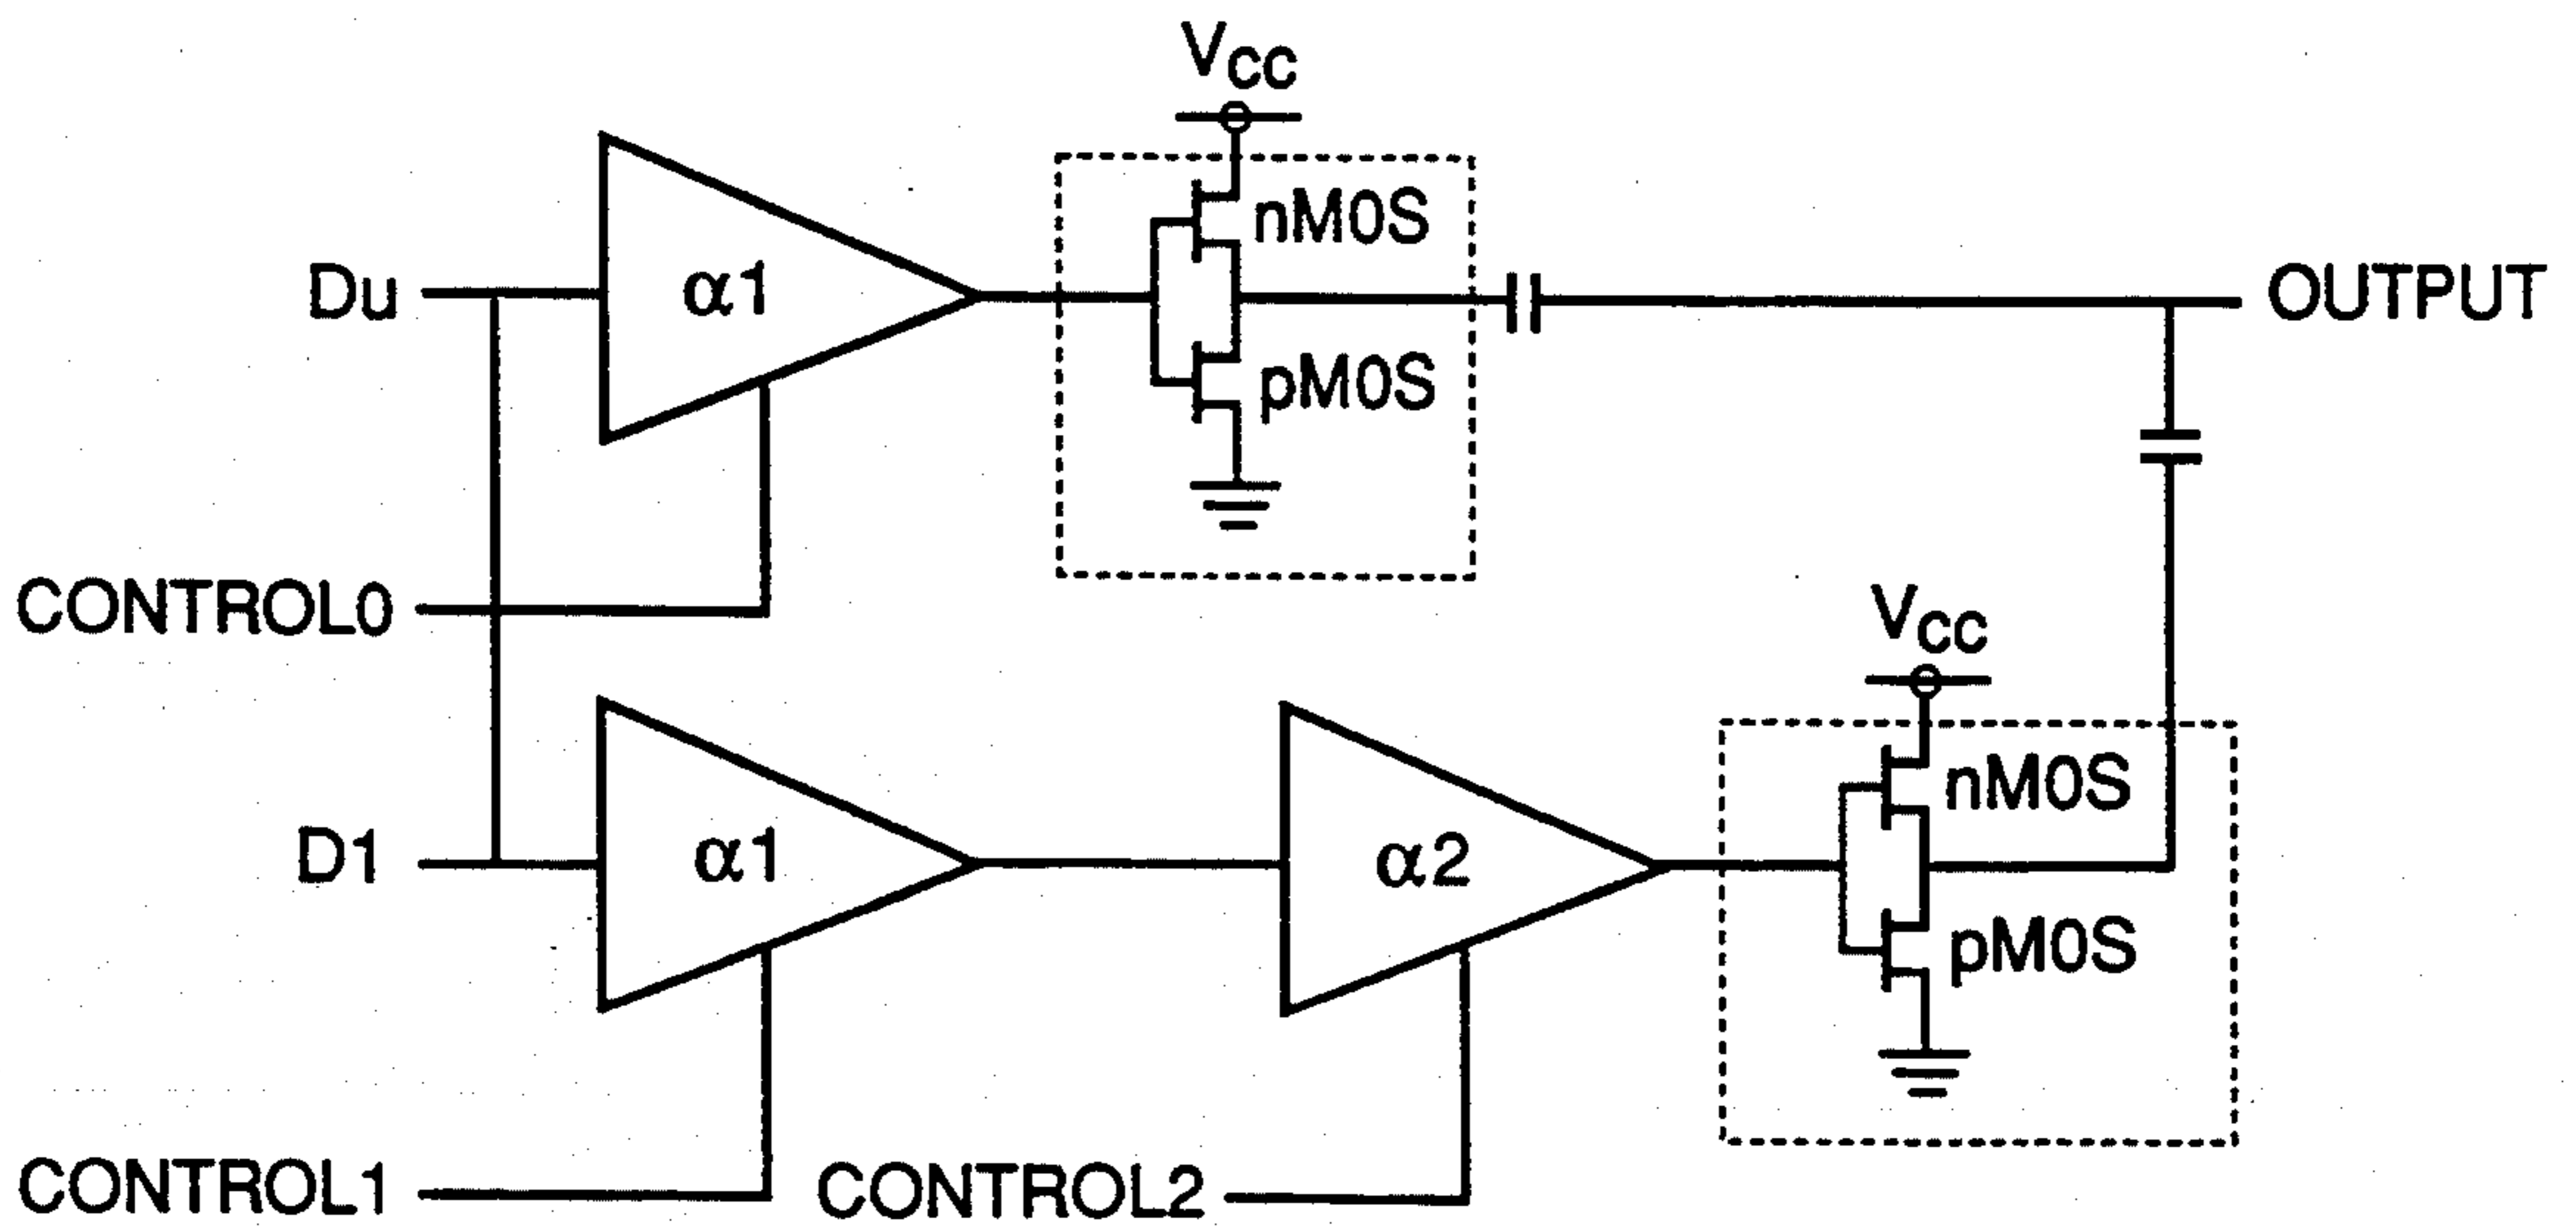 VCC
nM0S
Du
α1
OUTPUT
pM0S
CONTROL0
VCC
nM0S
D1
α1
α2
pM0S
CONTROL1
CONTROL2